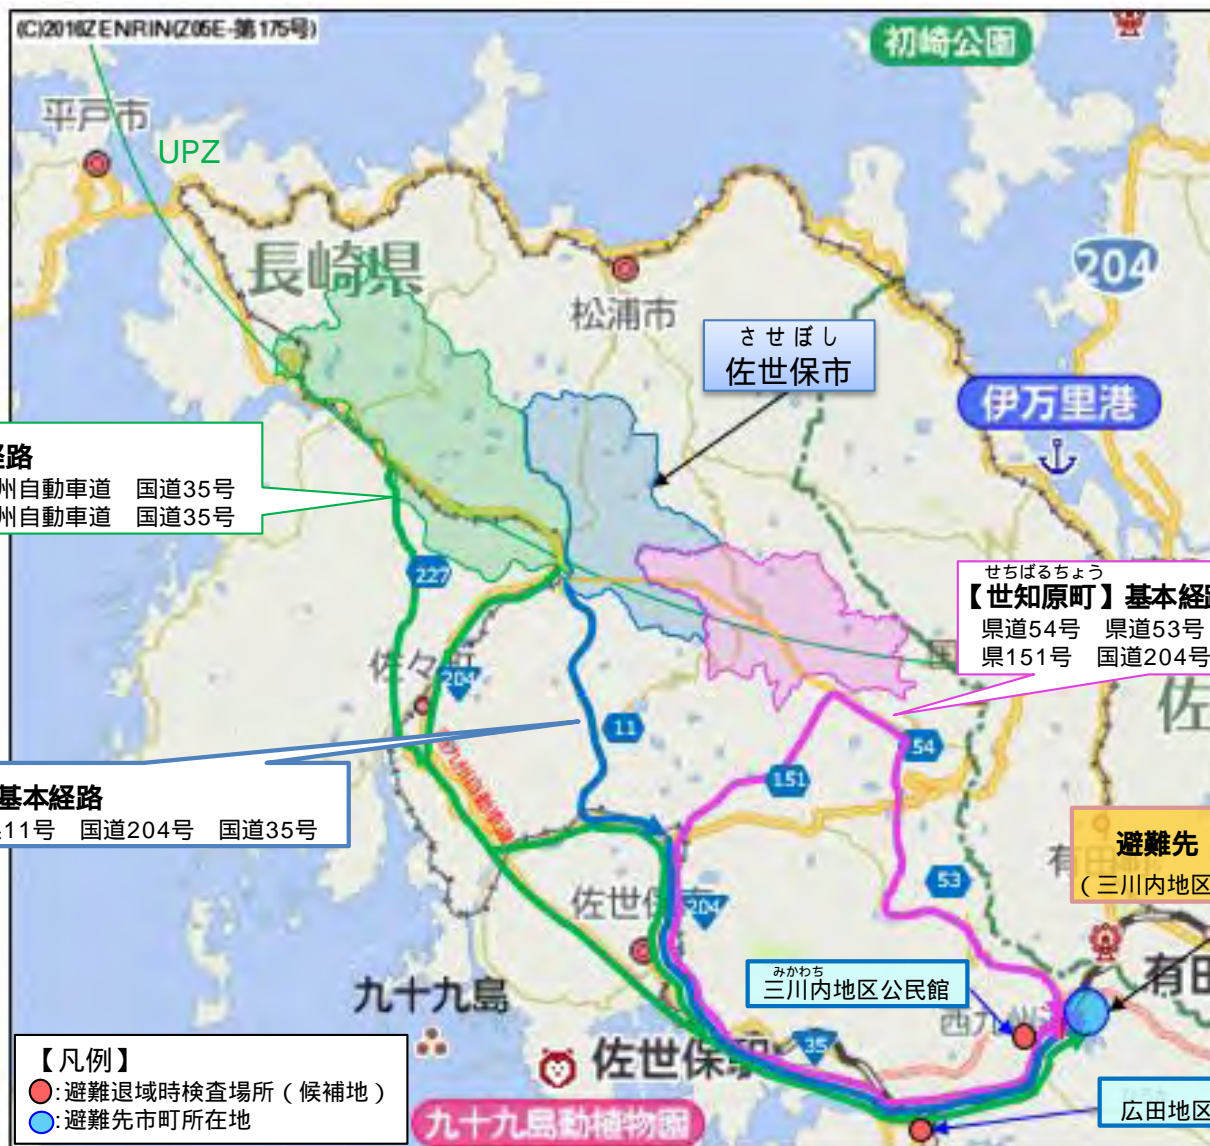 (C)2016ZENRIN(Z05E-第175号)
初崎公園
平戸市
UPZ
長崎県
204
松浦市
させぼし
佐世保市
伊万里港
経路
州自動車道　国道35号
州自動車道　国道35号
227
せちばるちょう
【世知原町】基本経路
県道54号　県道53号
県151号　国道204号
佐々町
204
佐
11
54
151
基本経路
11号　国道204号　国道35号
避難先
(三川内地区
53
佐世保市
204
有田
みかわち
三川内地区公民館
九十九島
35
佐世保駅
【凡例】
:避難退域時検査場所（候補地）
:避難先市町所在地
九十九島動植物園
広田地区